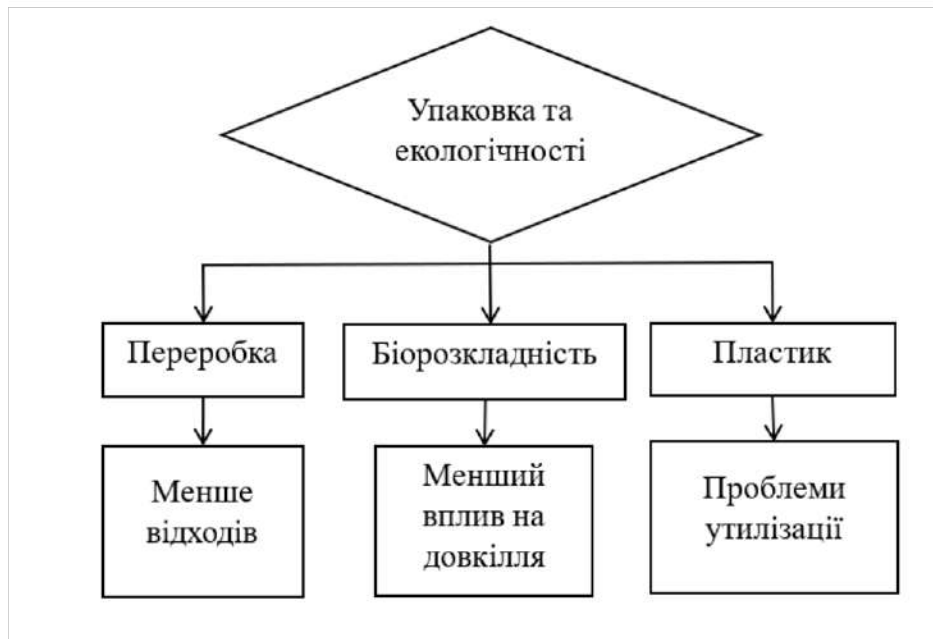 Упаковка та
екологічності
Переробка
Біорозкладність
Пластик
Менше
відходів
Менший
вплив на
довкілля
Проблеми
утилізації